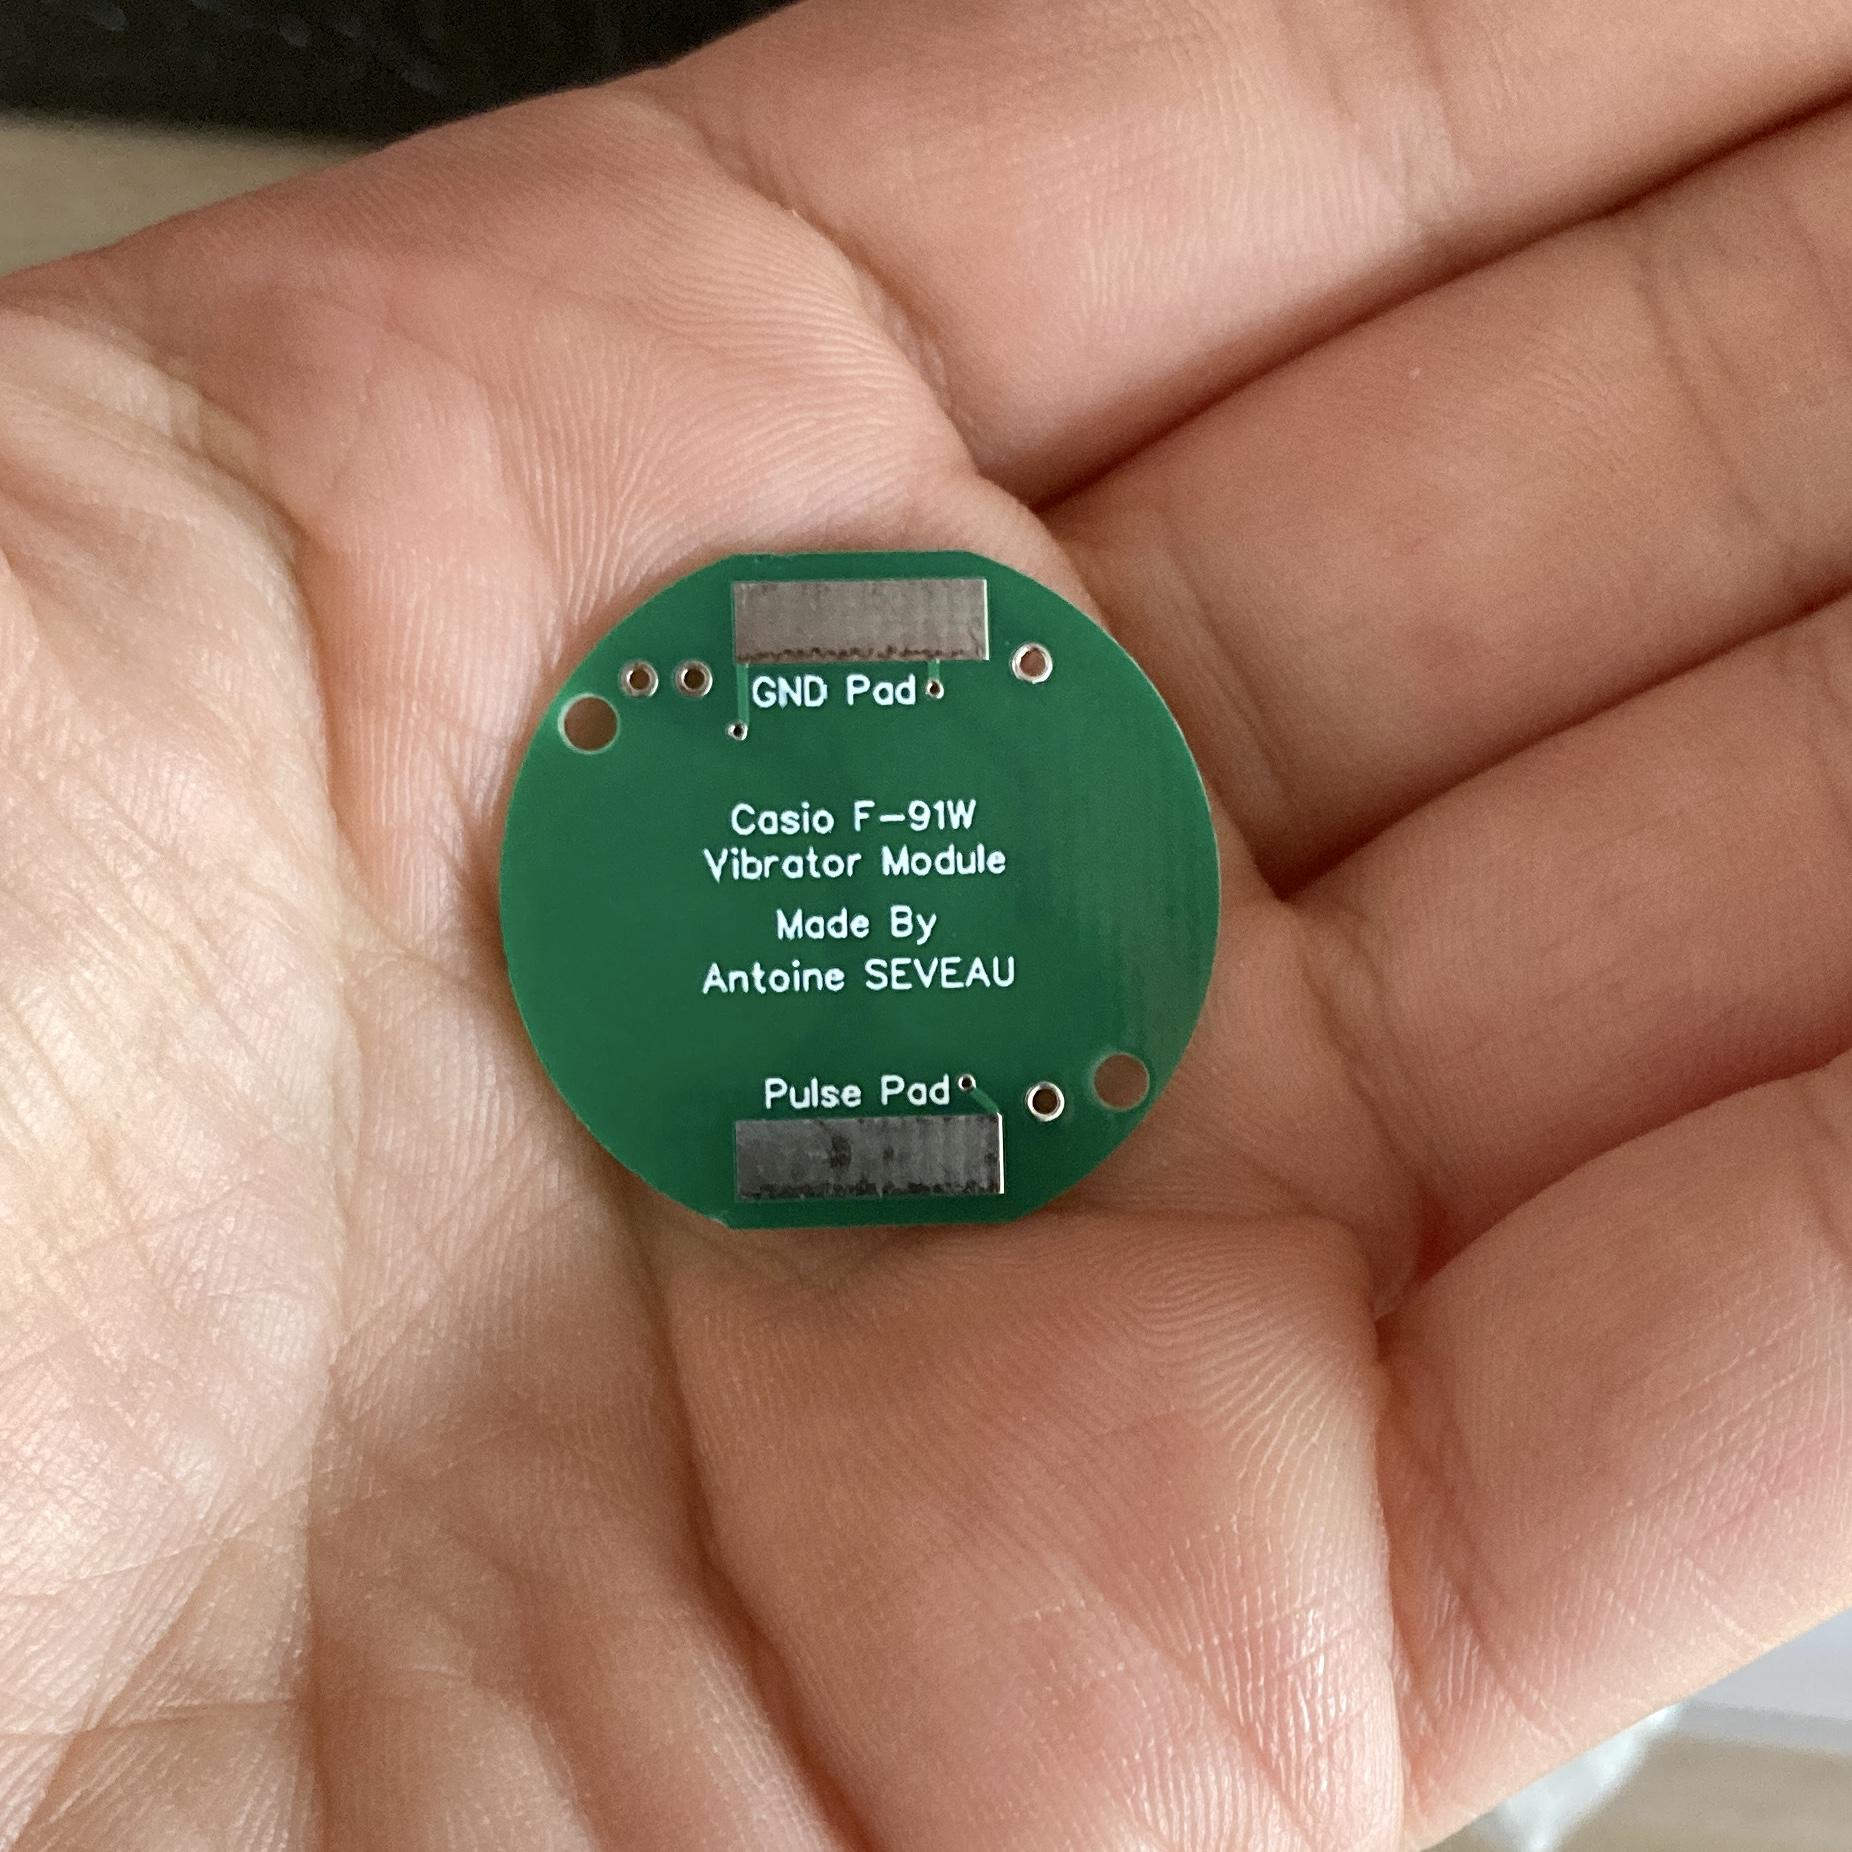 GND Pad
Casio F-91W
Vibrator Module
Made By
Antoine SEVEAU
Pulse Pad